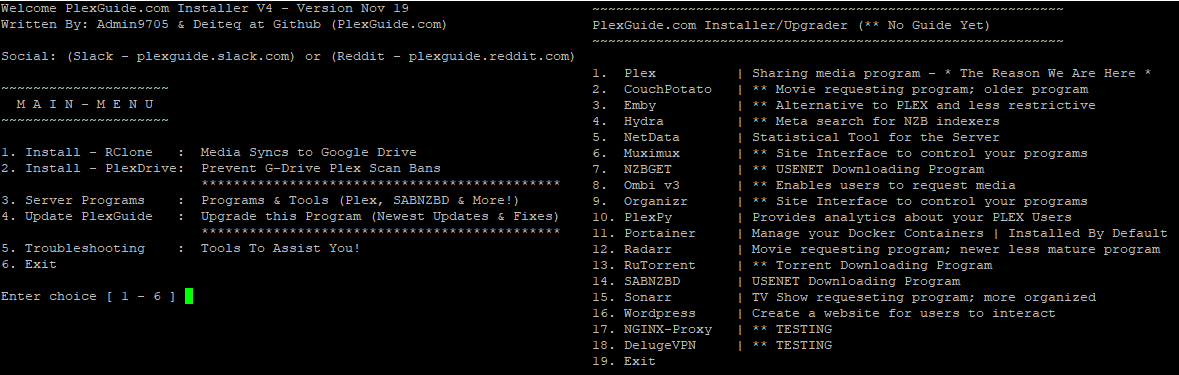 Welcome PlexGuide.com Installer V4 - Version Nov 19
Written By: Admin9705 & Deiteq at Github (PlexGuide.com)
Social: (Slack - plexguide.slack.com) or (Reddit - plexguide.reddit.com)
~~~~~~~~~~~~~~~~~~~~~
M A I N - M E N U
~~~~~~~~~~~~~~~~~~~~~
1. Install - RClone   :  Media Syncs to Google Drive
2. Install - PlexDrive:  Prevent G-Drive Plex Scan Bans
*********************************************
3. Server Programs    :  Programs & Tools (Plex, SABNZBD & More!)
4. Update PlexGuide   :  Upgrade this Program (Newest Updates & Fixes)
*********************************************
5. Troubleshooting    :  Tools To Assist You!
6. Exit
Enter choice [ 1 - 6 ]
~~~~~~~~~~~~~~~~~~~~~~~~~~~~~~~~~~~~~~~~~~~~~~~~~~~~~~~~~~~
PlexGuide.com Installer/Upgrader (** No Guide Yet)
~~~~~~~~~~~~~~~~~~~~~~~~~~~~~~~~~~~~~~~~~~~~~~~~~~~~~~~~~~~
1.  Plex          | Sharing media program - * The Reason We Are Here *
2.  CouchPotato   | ** Movie requesting program; older program
3.  Emby          | ** Alternative to PLEX and less restrictive
4.  Hydra         | ** Meta search for NZB indexers
5.  NetData       | Statistical Tool for the Server
6.  Muximux       | ** Site Interface to control your programs
7.  NZBGET        | ** USENET Downloading Program
8.  Ombi v3       | ** Enables users to request media
9.  Organizr      | ** Site Interface to control your programs
10. PlexPy        | Provides analytics about your PLEX Users
11. Portainer     | Manage your Docker Containers | Installed By Default
12. Radarr        | Movie requesting program; newer less mature program
13. RuTorrent     | ** Torrent Downloading Program
14. SABNZBD       | USENET Downloading Program
15. Sonarr        | TV Show requeseting program; more organized
16. Wordpress     | Create a website for users to interact
17. NGINX-Proxy   | ** TESTING
18. DelugeVPN     | ** TESTING
19. Exit